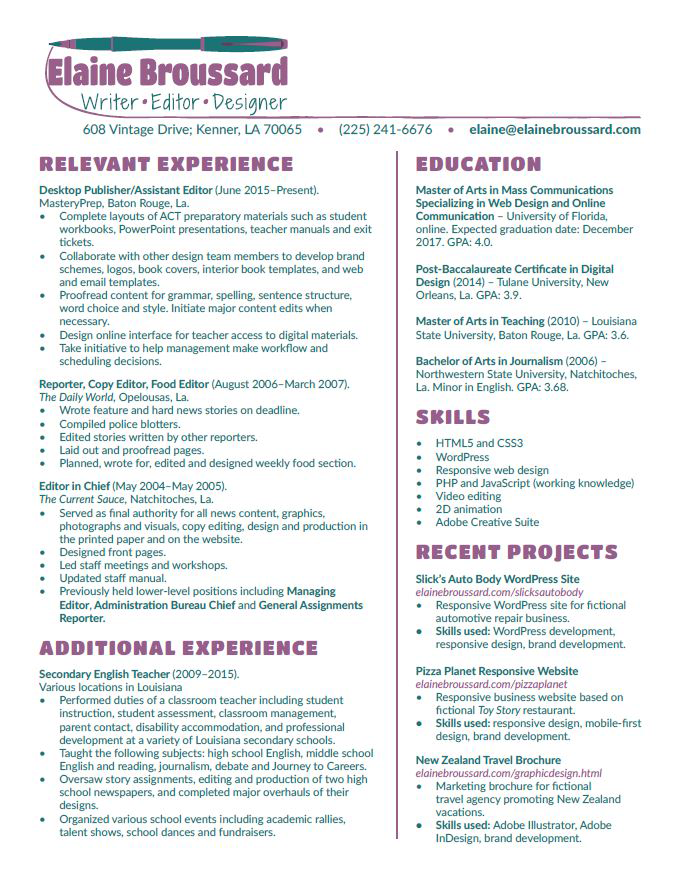 Elaine Broussard
Writer • Editor • Designer
608 Vintage Drive; Kenner, LA 70065 • (225) 241-6676 • elaine@elainebroussard.com
RELEVANT EXPERIENCE
Desktop Publisher/Assistant Editor (June 2015–Present).
MasteryPrep, Baton Rouge, La.
• Complete layouts of ACT preparatory materials such as student
workbooks, PowerPoint presentations, teacher manuals and exit
tickets.
• Collaborate with other design team members to develop brand
schemes, logos, book covers, interior book templates, and web
and email templates.
• Proofread content for grammar, spelling, sentence structure,
word choice and style. Initiate major content edits when
necessary.
• Design online interface for teacher access to digital materials.
• Take initiative to help management make workflow and
scheduling decisions.
Reporter, Copy Editor, Food Editor (August 2006–March 2007).
The Daily World, Opelousas, La.
• Wrote feature and hard news stories on deadline.
• Compiled police blotters.
• Edited stories written by other reporters.
• Laid out and proofread pages.
• Planned, wrote for, edited and designed weekly food section.
Editor in Chief (May 2004–May 2005).
The Current Sauce, Natchitoches, La.
• Served as final authority for all news content, graphics,
photographs and visuals, copy editing, design and production in
the printed paper and on the website.
• Designed front pages.
• Led staff meetings and workshops.
• Updated staff manual.
• Previously held lower-level positions including Managing
Editor, Administration Bureau Chief and General Assignments
Reporter.
ADDITIONAL EXPERIENCE
Secondary English Teacher (2009–2015).
Various locations in Louisiana
• Performed duties of a classroom teacher including student
instruction, student assessment, classroom management,
parent contact, disability accommodation, and professional
development at a variety of Louisiana secondary schools.
• Taught the following subjects: high school English, middle school
English and reading, journalism, debate and Journey to Careers.
• Oversaw story assignments, editing and production of two high
school newspapers, and completed major overhauls of their
designs.
• Organized various school events including academic rallies,
talent shows, school dances and fundraisers.
EDUCATION
Master of Arts in Mass Communications
Specializing in Web Design and Online
Communication – University of Florida,
online. Expected graduation date: December
2017. GPA: 4.0.
Post-Baccalaureate Certificate in Digital
Design (2014) – Tulane University, New
Orleans, La. GPA: 3.9.
Master of Arts in Teaching (2010) – Louisiana
State University, Baton Rouge, La. GPA: 3.6.
Bachelor of Arts in Journalism (2006) –
Northwestern State University, Natchitoches,
La. Minor in English. GPA: 3.68.
SKILLS
• HTML5 and CSS3
• WordPress
• Responsive web design
• PHP and JavaScript (working knowledge)
• Video editing
• 2D animation
• Adobe Creative Suite
RECENT PROJECTS
Slick's Auto Body WordPress Site
elainebroussard.com/slicksautobody
• Responsive WordPress site for fictional
automotive repair business.
• Skills used: WordPress development,
responsive design, brand development.
Pizza Planet Responsive Website
elainebroussard.com/pizzaplanet
• Responsive business website based on
fictional Toy Story restaurant.
• Skills used: responsive design, mobile-first
design, brand development.
New Zealand Travel Brochure
elainebroussard.com/graphicdesign.html
• Marketing brochure for fictional
travel agency promoting New Zealand
vacations.
• Skills used: Adobe Illustrator, Adobe
InDesign, brand development.